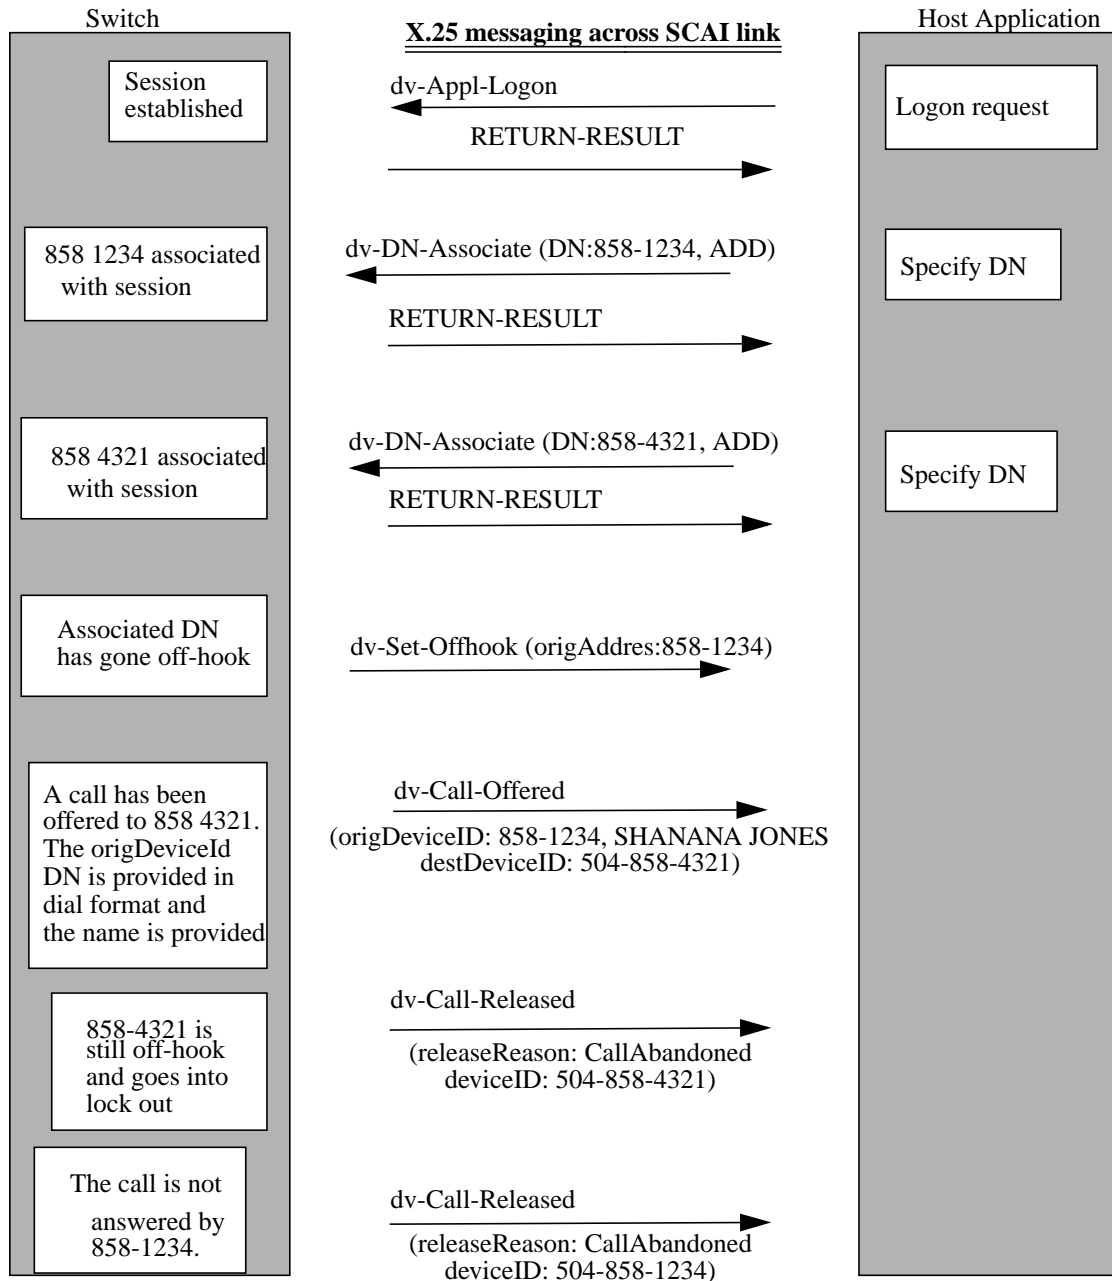 Switch
X.25 messaging across SCAI link
Host Application
Session
established
dv-Appl-Logon
RETURN-RESULT
Logon request
858 1234 associated
with session
dv-DN-Associate (DN:858-1234, ADD)
RETURN-RESULT
Specify DN
858 4321 associated
with session
dv-DN-Associate (DN:858-4321, ADD)
RETURN-RESULT
Specify DN
Associated DN
has gone off-hook
dv-Set-Offhook (origAddres:858-1234)
A call has been
offered to 858 4321.
The origDeviceId
DN is provided in
dial format and
the name is provided
dv-Call-Offered
(origDeviceID: 858-1234, SHANANA JONES
destDeviceID: 504-858-4321)
858-4321 is
still off-hook
and goes into
lock out
dv-Call-Released
(releaseReason: CallAbandoned
deviceID: 504-858-4321)
The call is not
answered by
858-1234.
dv-Call-Released
(releaseReason: CallAbandoned
deviceID: 504-858-1234)